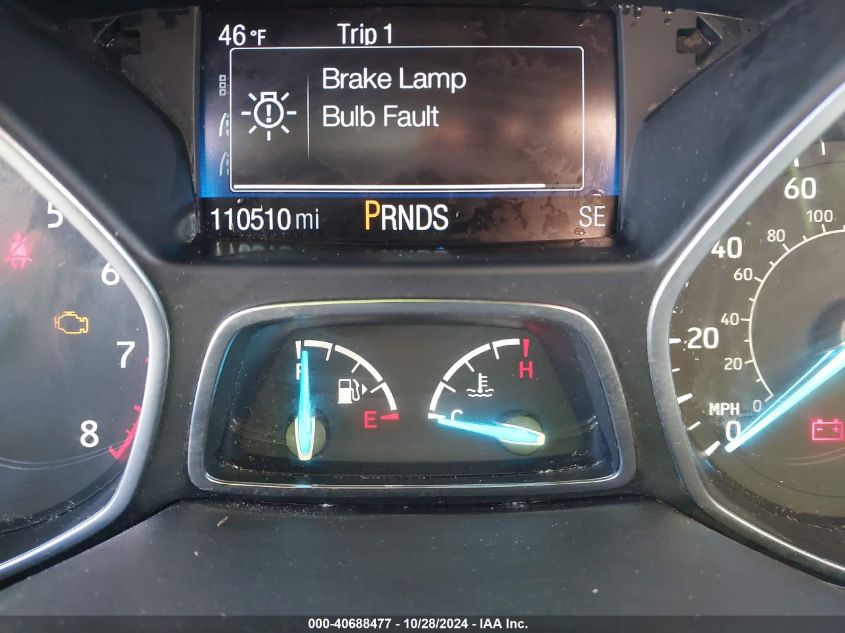 46°F Trip 1
Brake Lamp
Bulb Fault
110510 mi PRNDS SE
5
6
7
8
F
E
H
C
60
40
20
0
MPH
100
80
60
40
20
0
000-40688477 - 10/28/2024 - IAA Inc.